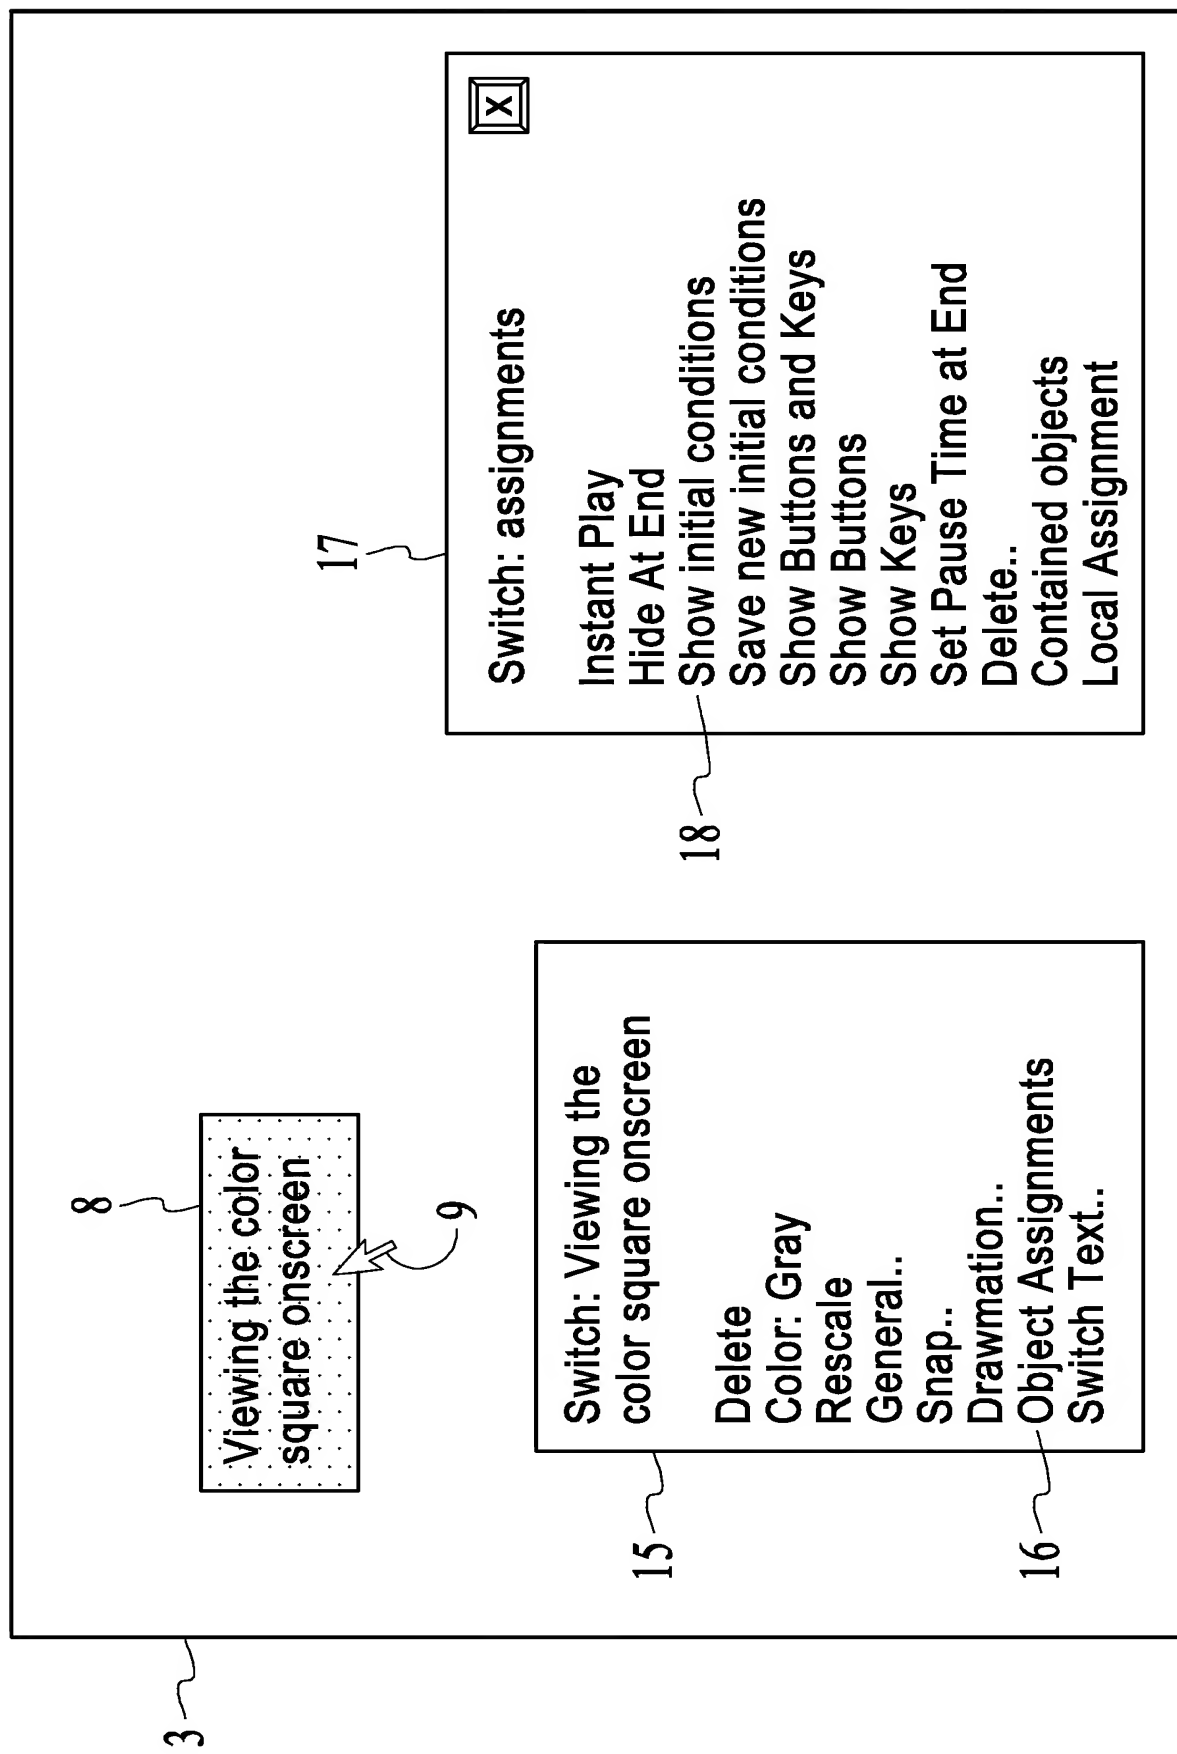 3
8
Viewing the color
square onscreen
9
15
Switch: Viewing the
color square onscreen
Delete
Color: Gray
Rescale
General..
Snap..
Drawmation..
16
Object Assignments
Switch Text..
17
X
Switch: assignments
Instant Play
Hide At End
18
Show initial conditions
Save new initial conditions
Show Buttons and Keys
Show Buttons
Show Keys
Set Pause Time at End
Delete..
Contained objects
Local Assignment